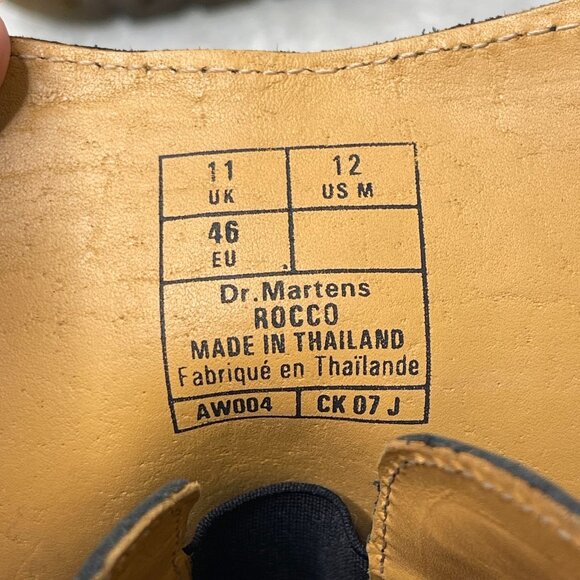 11 12
UK US M
46
EU
Dr.Martens
ROCCO
MADE IN THAILAND
Fabriqué en Thaïlande
AW004 CK 07 J